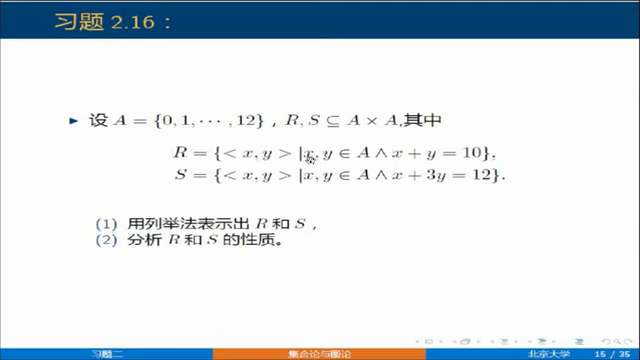 习题 2.16：
设 A = {0, 1, ⋯ , 12}，R, S ⊆ A × A,其中
R = {< x, y > |x, y ∈ A ∧ x + y = 10},
S = {< x, y > |x, y ∈ A ∧ x + 3y = 12}.
(1) 用列举法表示出 R 和 S，
(2) 分析 R 和 S 的性质。
习题二 集合论与图论 北京大学 15 / 35